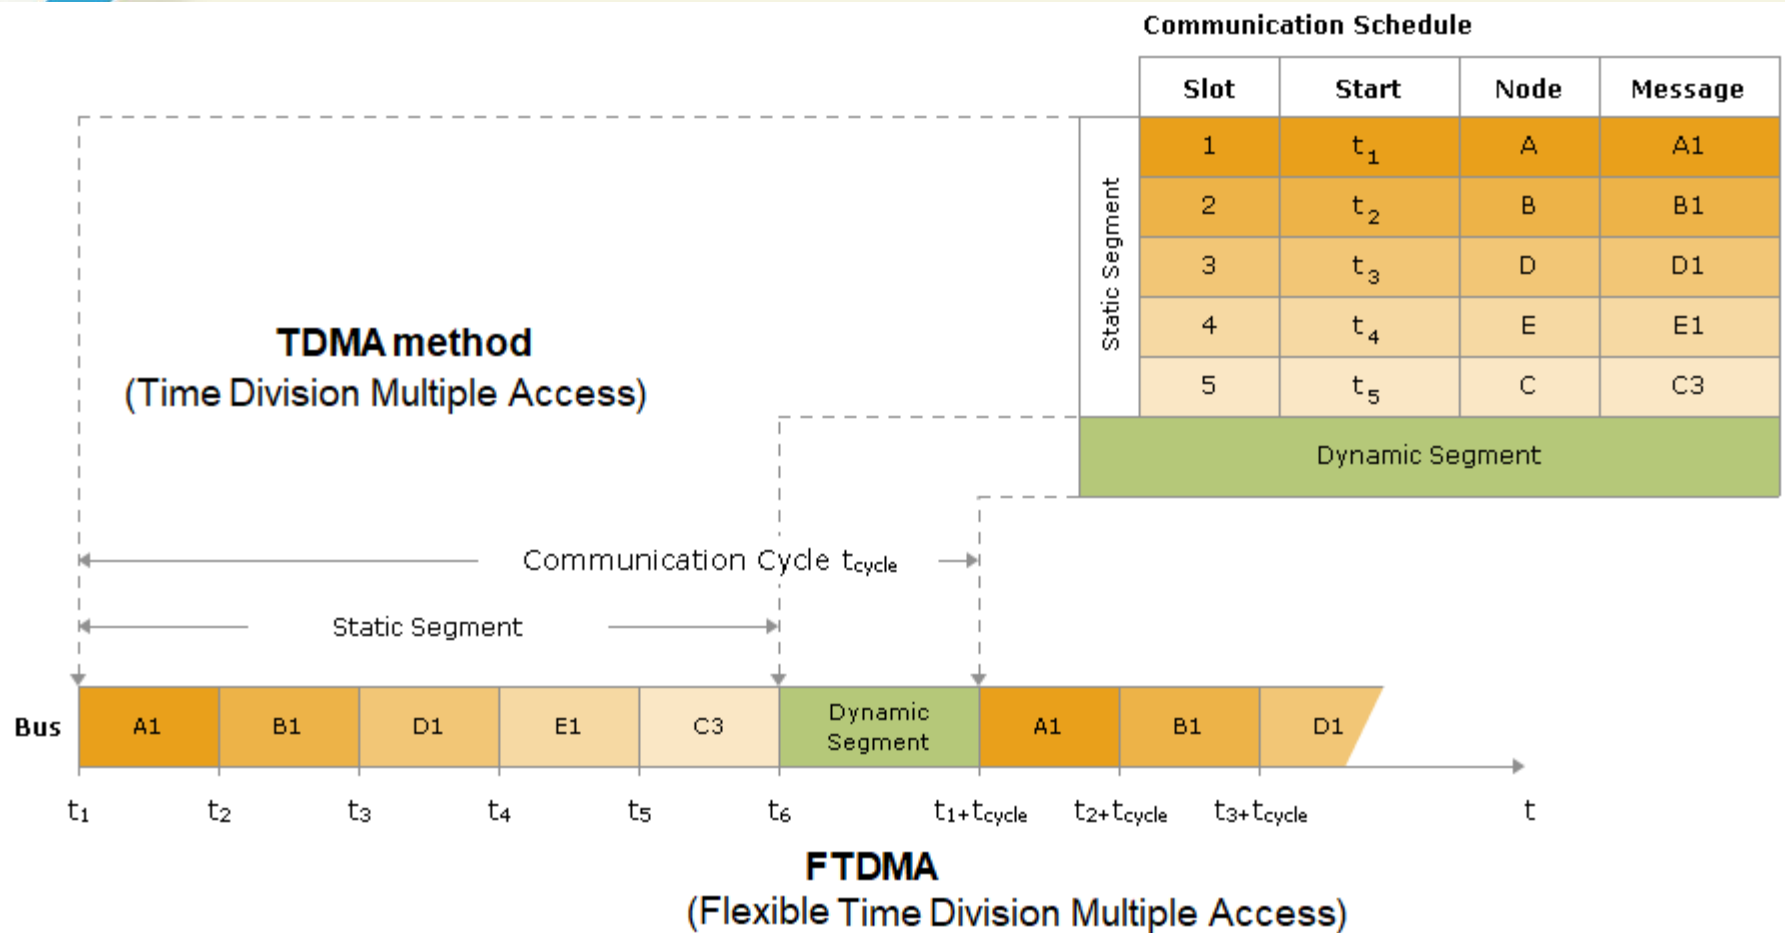 Communication Schedule
Slot Start Node Message
Static Segment
1 t1 A A1
2 t2 B B1
3 t3 D D1
4 t4 E E1
5 t5 C C3
Dynamic Segment
TDMA method
(Time Division Multiple Access)
Communication Cycle tcycle
Static Segment
Bus A1 B1 D1 E1 C3 Dynamic Segment A1 B1 D1
t1 t2 t3 t4 t5 t6 t1+tcycle t2+tcycle t3+tcycle t
FTDMA
(Flexible Time Division Multiple Access)